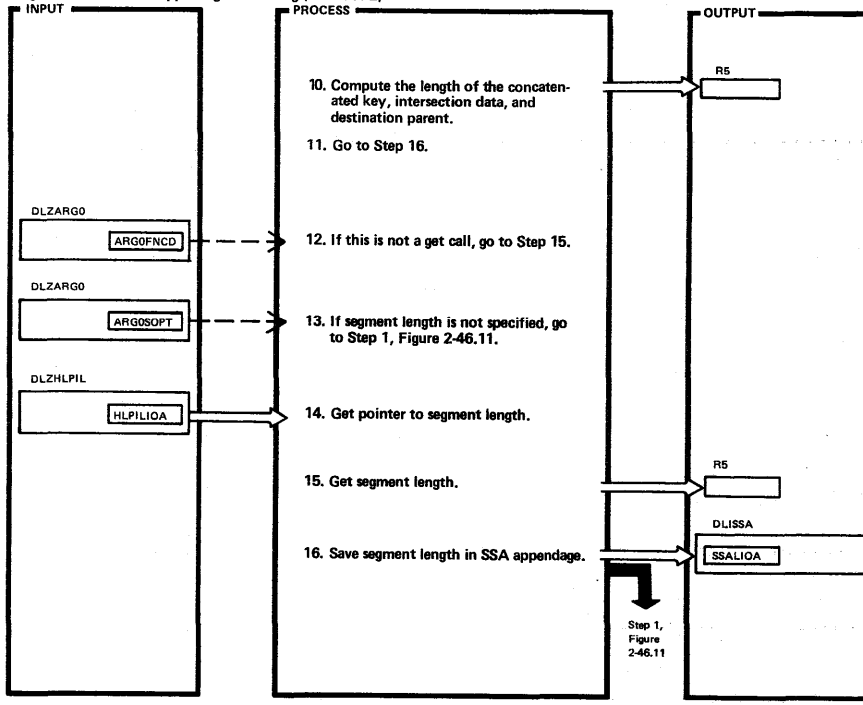 INPUT
PROCESS
OUTPUT
10. Compute the length of the concaten-
ated key, intersection data, and
destination parent.
R5
11. Go to Step 16.
DLZARG0
ARG0FNCD
12. If this is not a get call, go to Step 15.
DLZARG0
ARG0SOPT
13. If segment length is not specified, go
to Step 1, Figure 2-46.11.
DLZHLPIL
HLPILIOA
14. Get pointer to segment length.
15. Get segment length.
R5
16. Save segment length in SSA appendage.
DLISSA
SSALIOA
Step 1,
Figure
2-46.11